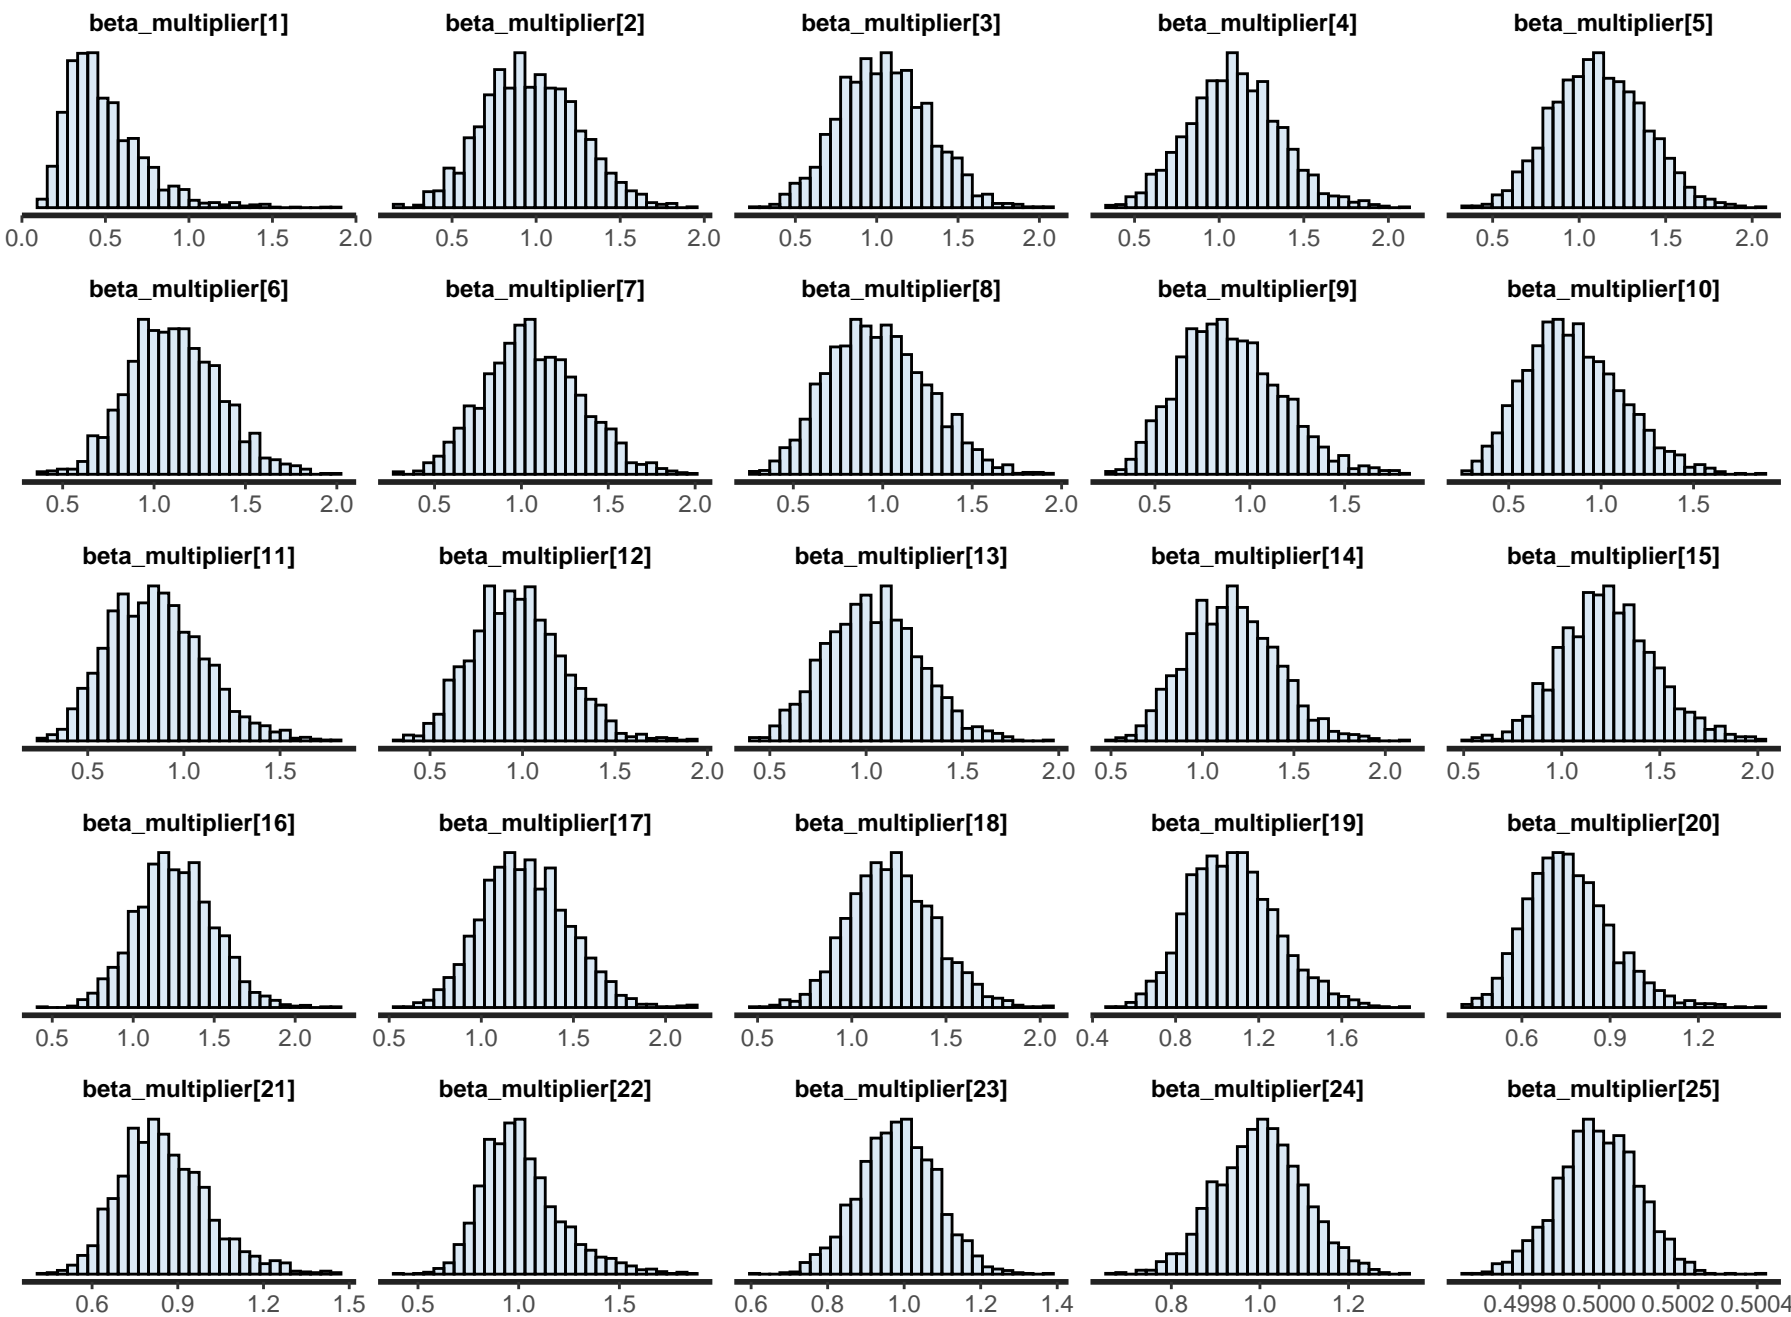 beta_multiplier[1] beta_multiplier[2] beta_multiplier[3] beta_multiplier[4] beta_multiplier[5]
0.0 0.5 1.0 1.5 2.0 0.5 1.0 1.5 2.0 0.5 1.0 1.5 2.0 0.5 1.0 1.5 2.0 0.5 1.0 1.5 2.0
beta_multiplier[6] beta_multiplier[7] beta_multiplier[8] beta_multiplier[9] beta_multiplier[10]
0.5 1.0 1.5 2.0 0.5 1.0 1.5 2.0 0.5 1.0 1.5 2.0 0.5 1.0 1.5 0.5 1.0 1.5
beta_multiplier[11] beta_multiplier[12] beta_multiplier[13] beta_multiplier[14] beta_multiplier[15]
0.5 1.0 1.5 0.5 1.0 1.5 2.0 0.5 1.0 1.5 2.0 0.5 1.0 1.5 2.0 0.5 1.0 1.5 2.0
beta_multiplier[16] beta_multiplier[17] beta_multiplier[18] beta_multiplier[19] beta_multiplier[20]
0.5 1.0 1.5 2.0 0.5 1.0 1.5 2.0 0.5 1.0 1.5 2.0 0.4 0.8 1.2 1.6 0.6 0.9 1.2
beta_multiplier[21] beta_multiplier[22] beta_multiplier[23] beta_multiplier[24] beta_multiplier[25]
0.6 0.9 1.2 1.5 0.5 1.0 1.5 0.6 0.8 1.0 1.2 1.4 0.8 1.0 1.2 0.4998 0.5000 0.5002 0.5004